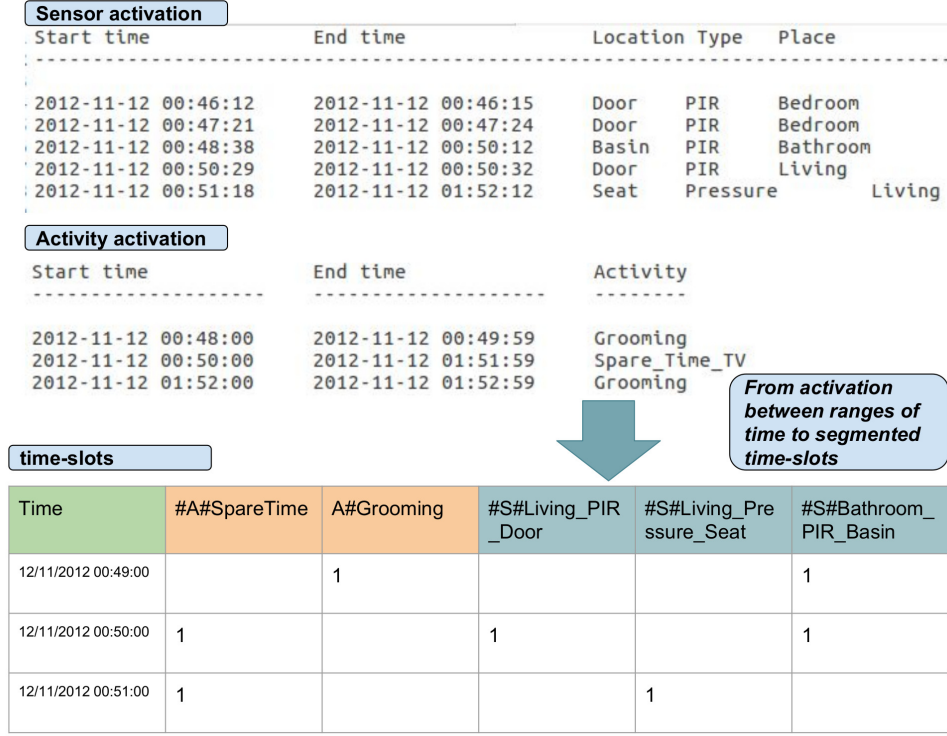 Sensor activation
Start time End time Location Type Place
--------------------------------------------------------------------------------
2012-11-12 00:46:12 2012-11-12 00:46:15 Door PIR Bedroom
2012-11-12 00:47:21 2012-11-12 00:47:24 Door PIR Bedroom
2012-11-12 00:48:38 2012-11-12 00:50:12 Basin PIR Bathroom
2012-11-12 00:50:29 2012-11-12 00:50:32 Door PIR Living
2012-11-12 00:51:18 2012-11-12 01:52:12 Seat Pressure Living
Activity activation
Start time End time Activity
-------------------- -------------------- --------
2012-11-12 00:48:00 2012-11-12 00:49:59 Grooming
2012-11-12 00:50:00 2012-11-12 01:51:59 Spare_Time_TV
2012-11-12 01:52:00 2012-11-12 01:52:59 Grooming
From activation
between ranges of
time to segmented
time-slots
time-slots
Time #A#SpareTime A#Grooming #S#Living_PIR #S#Living_Pre #S#Bathroom_
_Door ssure_Seat PIR_Basin
12/11/2012 00:49:00 1 1
12/11/2012 00:50:00 1 1 1
12/11/2012 00:51:00 1 1